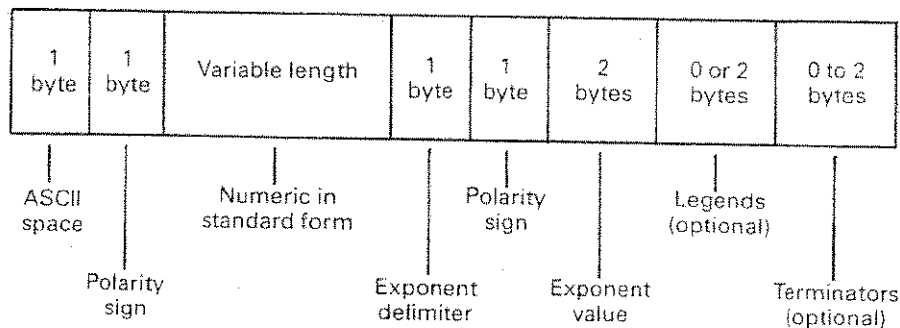 1 byte
1 byte
Variable length
1 byte
1 byte
2 bytes
0 or 2 bytes
0 to 2 bytes
ASCII space
Polarity sign
Numeric in standard form
Exponent delimiter
Polarity sign
Exponent value
Legends (optional)
Terminators (optional)